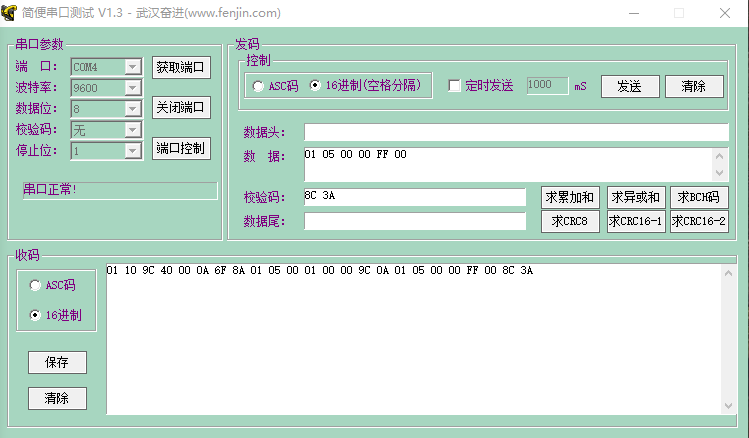 简便串口测试 V1.3 - 武汉奋进(www.fenjin.com)
串口参数
端 口: COM4 获取端口
波特率: 9600
数据位: 8 关闭端口
校验码: 无
停止位: 1 端口控制
串口正常!
发码
控制
ASC码 16进制(空格分隔) 定时发送 1000 mS 发送 清除
数据头:
数 据: 01 05 00 00 FF 00
校验码: 8C 3A 求累加和 求异或和 求BCH码
数据尾: 求CRC8 求CRC16-1 求CRC16-2
收码
ASC码
16进制
保存
清除
01 10 9C 40 00 0A 6F 8A 01 05 00 01 00 00 9C 0A 01 05 00 00 FF 00 8C 3A